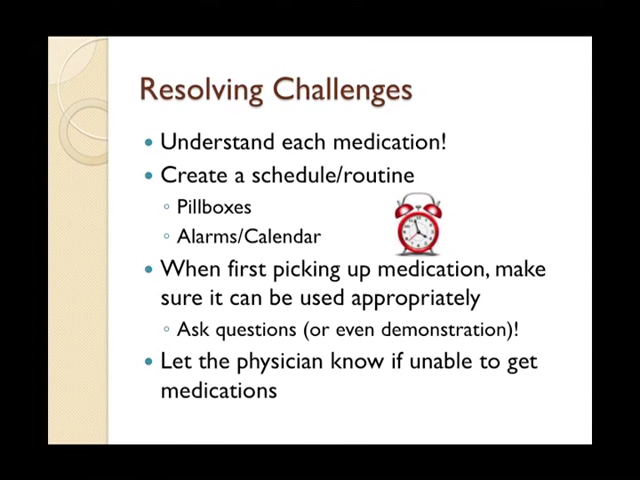 Resolving Challenges
• Understand each medication!
• Create a schedule/routine
◦ Pillboxes
◦ Alarms/Calendar
• When first picking up medication, make
sure it can be used appropriately
◦ Ask questions (or even demonstration)!
• Let the physician know if unable to get
medications